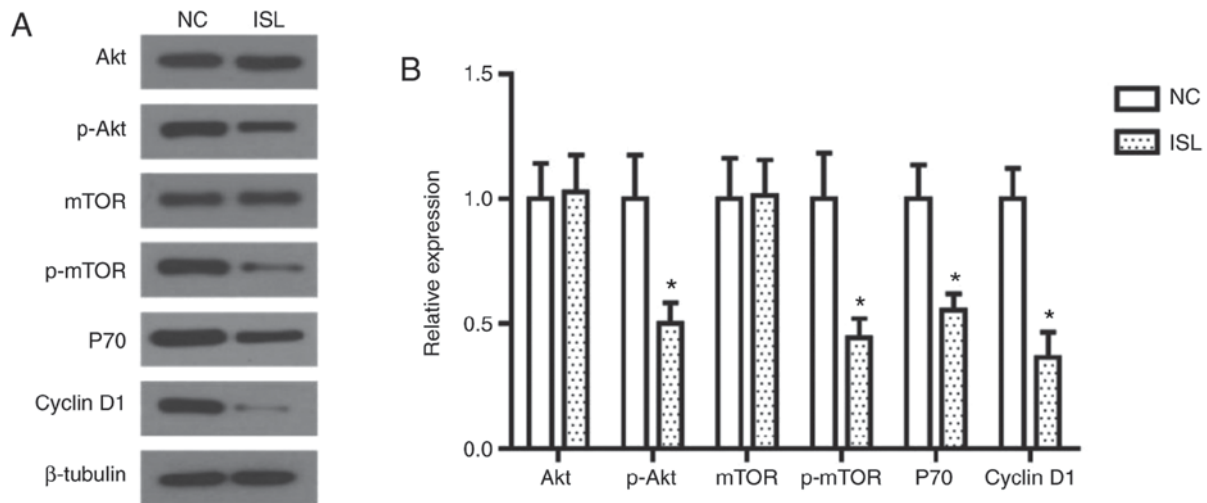 A
NC ISL
Akt
p-Akt
mTOR
p-mTOR
P70
Cyclin D1
β-tubulin
B
1.5
1.0
0.5
0.0
Relative expression
* * * *
Akt p-Akt mTOR p-mTOR P70 Cyclin D1
NC
ISL